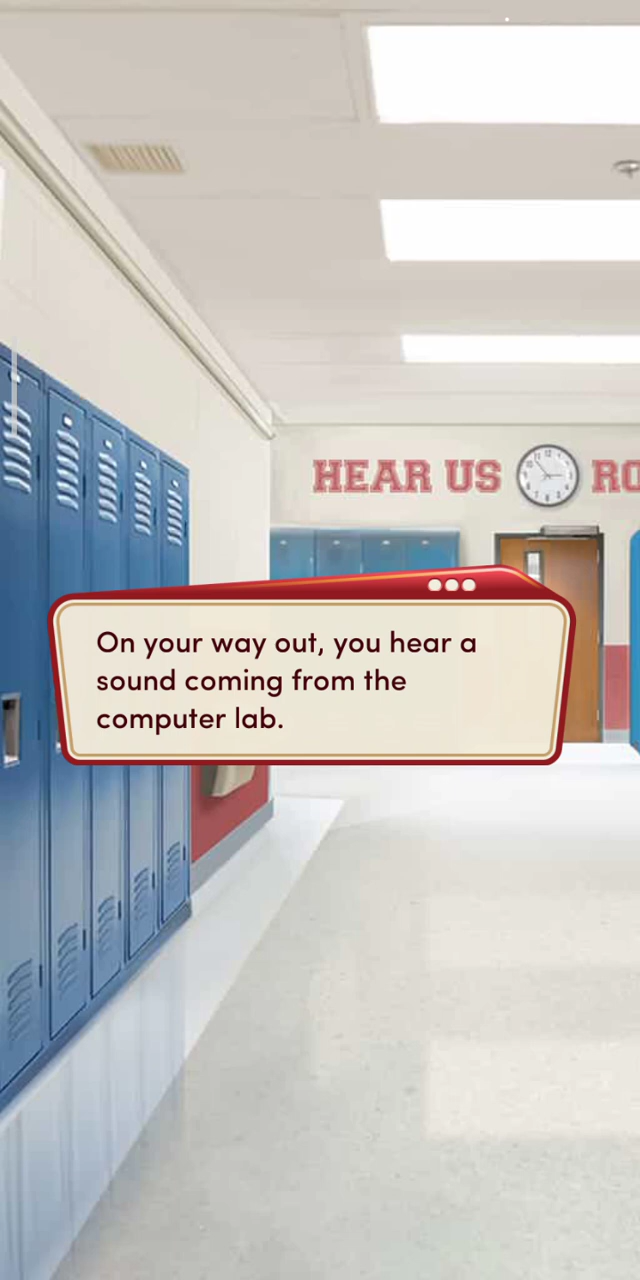 HEAR US
On your way out, you hear a
sound coming from the
computer lab.